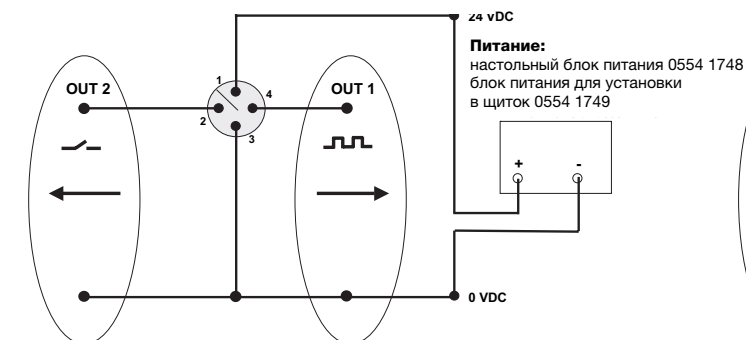 24 VDC
Питание:
настольный блок питания 0554 1748
блок питания для установки
в щиток 0554 1749
OUT 2
1
OUT 1
4
2
3
+ -
0 VDC